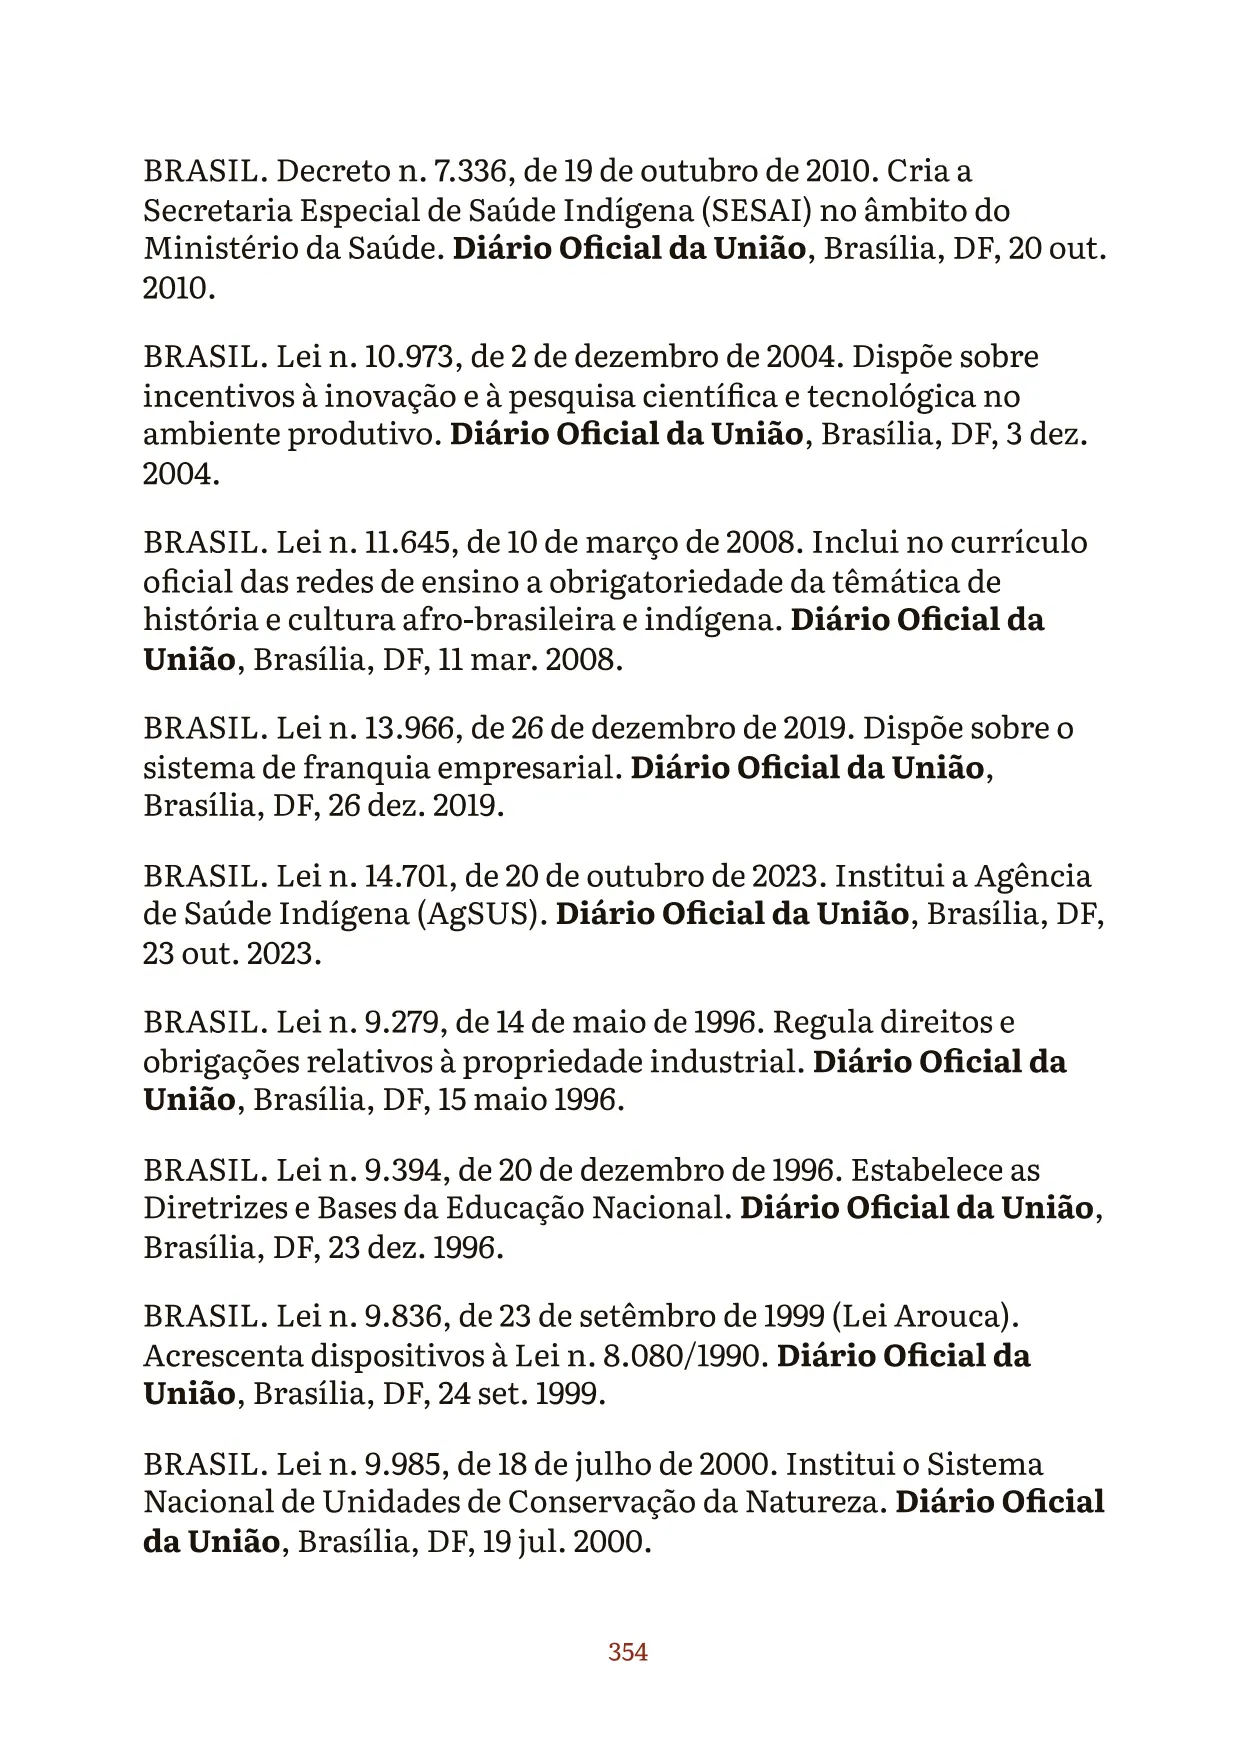 BRASIL. Decreto n. 7.336, de 19 de outubro de 2010. Cria a
Secretaria Especial de Saúde Indígena (SESAI) no âmbito do
Ministério da Saúde. Diário Oficial da União, Brasília, DF, 20 out.
2010.
BRASIL. Lei n. 10.973, de 2 de dezembro de 2004. Dispõe sobre
incentivos à inovação e à pesquisa científica e tecnológica no
ambiente produtivo. Diário Oficial da União, Brasília, DF, 3 dez.
2004.
BRASIL. Lei n. 11.645, de 10 de março de 2008. Inclui no currículo
oficial das redes de ensino a obrigatoriedade da têmática de
história e cultura afro-brasileira e indígena. Diário Oficial da
União, Brasília, DF, 11 mar. 2008.
BRASIL. Lei n. 13.966, de 26 de dezembro de 2019. Dispõe sobre o
sistema de franquia empresarial. Diário Oficial da União,
Brasília, DF, 26 dez. 2019.
BRASIL. Lei n. 14.701, de 20 de outubro de 2023. Institui a Agência
de Saúde Indígena (AgSUS). Diário Oficial da União, Brasília, DF,
23 out. 2023.
BRASIL. Lei n. 9.279, de 14 de maio de 1996. Regula direitos e
obrigações relativos à propriedade industrial. Diário Oficial da
União, Brasília, DF, 15 maio 1996.
BRASIL. Lei n. 9.394, de 20 de dezembro de 1996. Estabelece as
Diretrizes e Bases da Educação Nacional. Diário Oficial da União,
Brasília, DF, 23 dez. 1996.
BRASIL. Lei n. 9.836, de 23 de setêmbro de 1999 (Lei Arouca).
Acrescenta dispositivos à Lei n. 8.080/1990. Diário Oficial da
União, Brasília, DF, 24 set. 1999.
BRASIL. Lei n. 9.985, de 18 de julho de 2000. Institui o Sistema
Nacional de Unidades de Conservação da Natureza. Diário Oficial
da União, Brasília, DF, 19 jul. 2000.
354